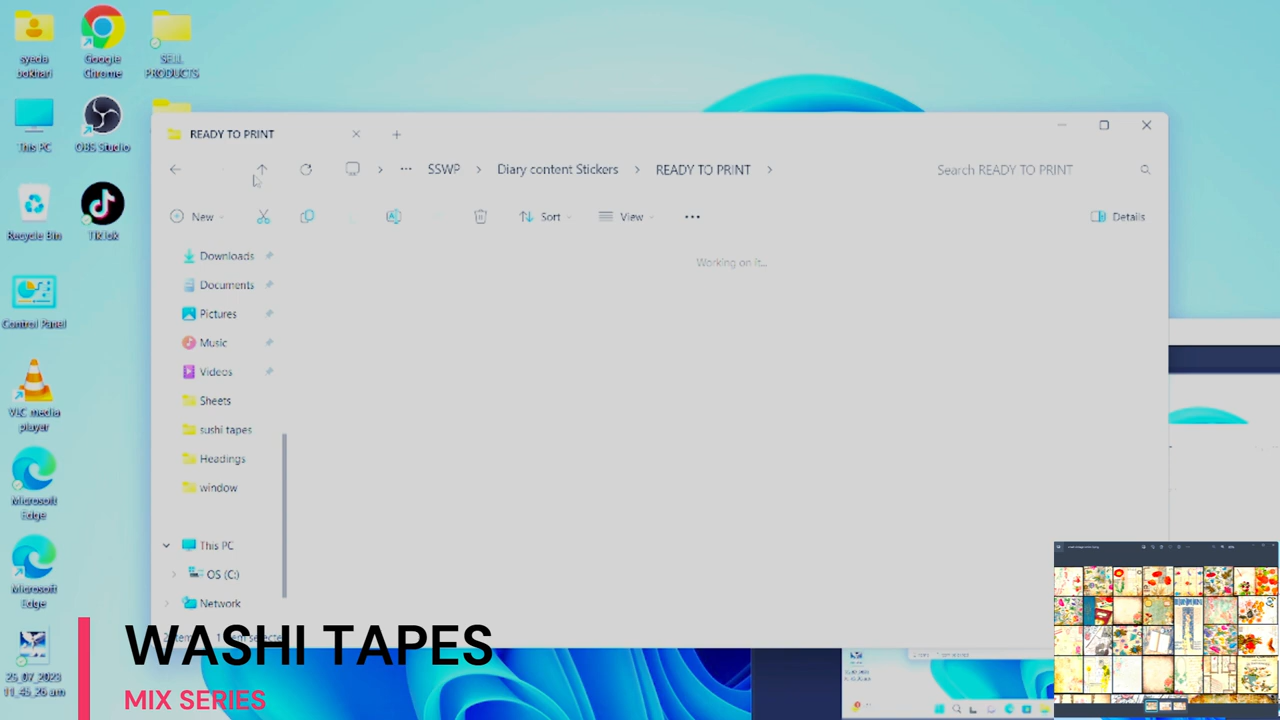 syeda
bokhari
Google
Chrome
SELL
PRODUCTS
This PC
OBS Studio
Recycle Bin
TikTok
Control Panel
VLC media
player
Microsoft
Edge
Microsoft
Edge
25_07_2023
11_45_26 am
READY TO PRINT
SSWP
Diary content Stickers
READY TO PRINT
Search READY TO PRINT
New
Sort
View
Details
Working on it...
Downloads
Documents
Pictures
Music
Videos
Sheets
sushi tapes
Headings
window
This PC
OS (C:)
Network
WASHI TAPES
MIX SERIES